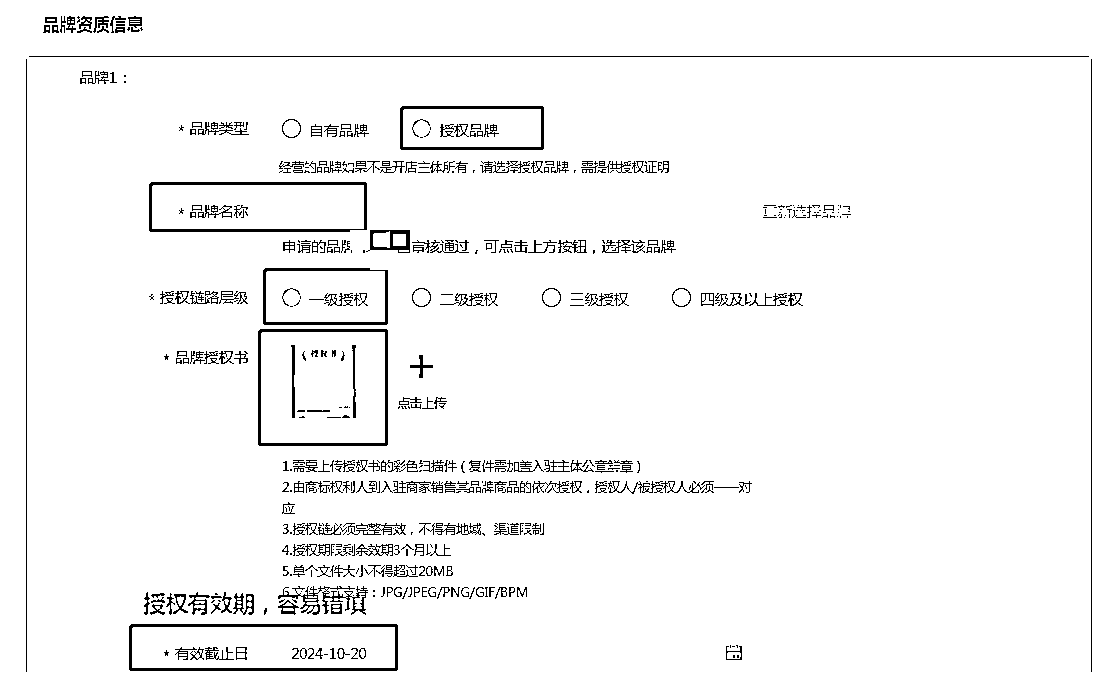 品牌资质信息
品牌1：
* 品牌类型 自有品牌 授权品牌
经营的品牌如果不是开店主体所有，请选择授权品牌，需提供授权证明
* 品牌名称 重新选择品牌
申请的品牌，已审核通过，可点击上方按钮，选择该品牌
* 授权链路层级 一级授权 二级授权 三级授权 四级及以上授权
* 品牌授权书
点击上传
1.需要上传授权书的彩色扫描件（复件需加盖入驻主体公章鲜章）
2.由商标权利人到入驻商家销售其品牌商品的依次授权，授权人/被授权人必须一一对
应
3.授权链必须完整有效，不得有地域、渠道限制
4.授权期限剩余效期3个月以上
5.单个文件大小不得超过20MB
6.文件格式支持：JPG/JPEG/PNG/GIF/BPM
授权有效期，容易错填
* 有效截止日 2024-10-20